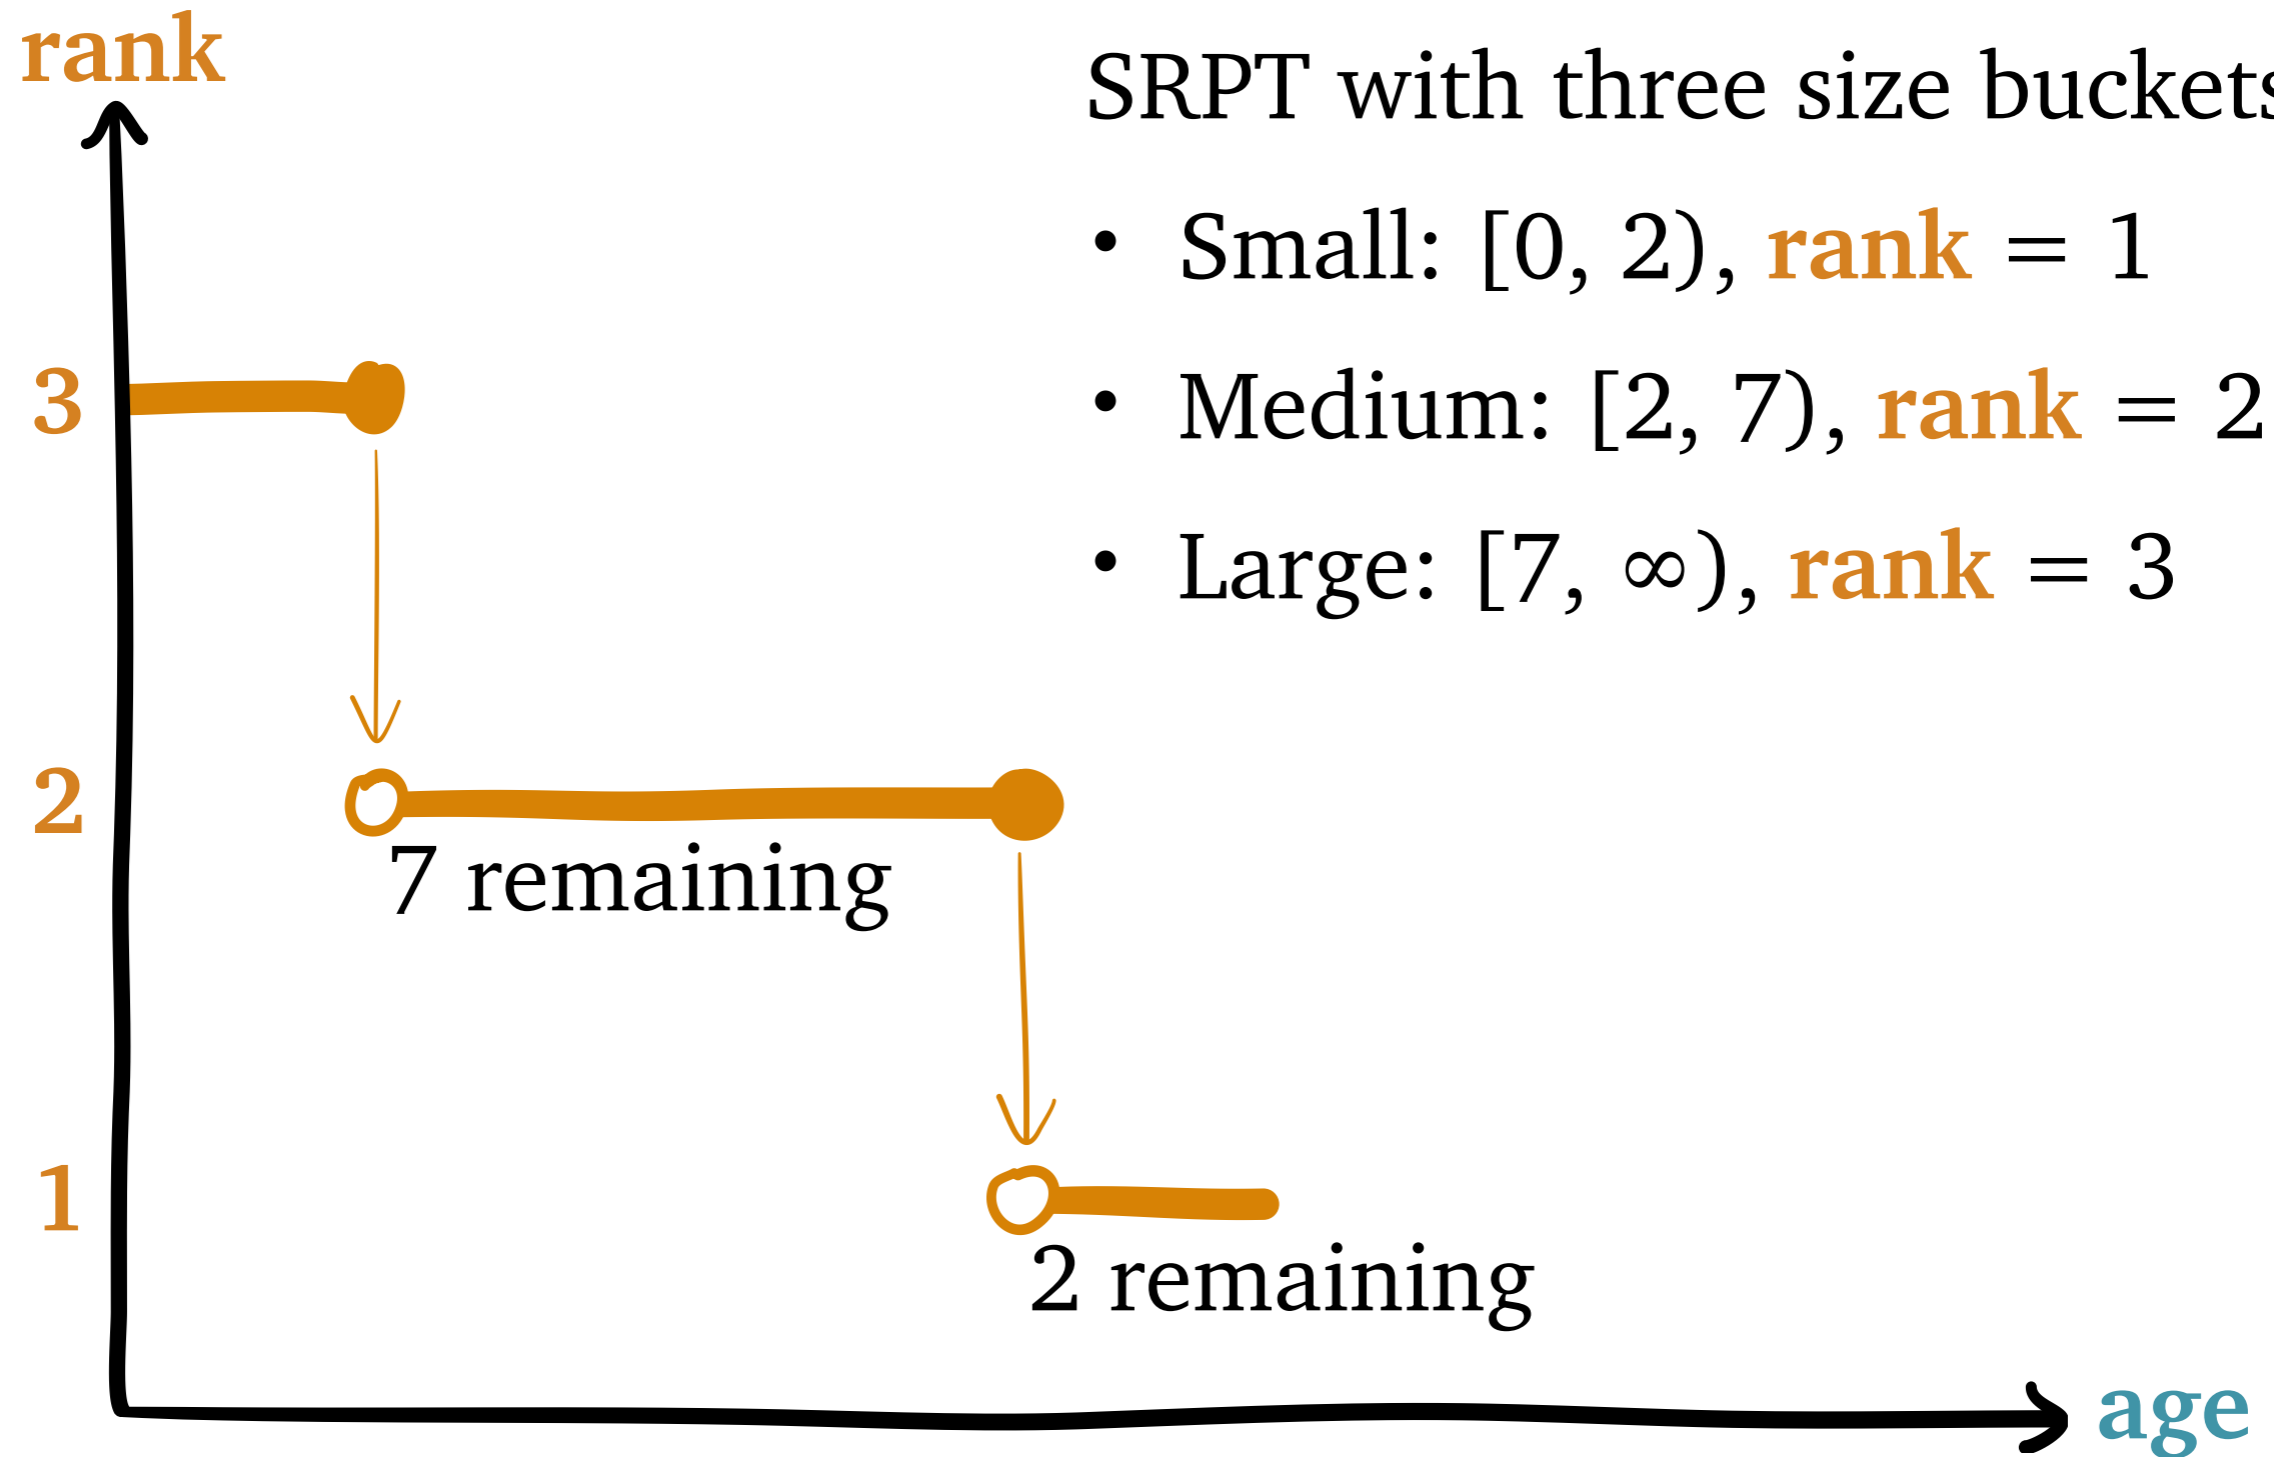 rank
SRPT with three size buckets
• Small: [0, 2), rank = 1
• Medium: [2, 7), rank = 2
• Large: [7, ∞), rank = 3
3
2
7 remaining
1
2 remaining
age